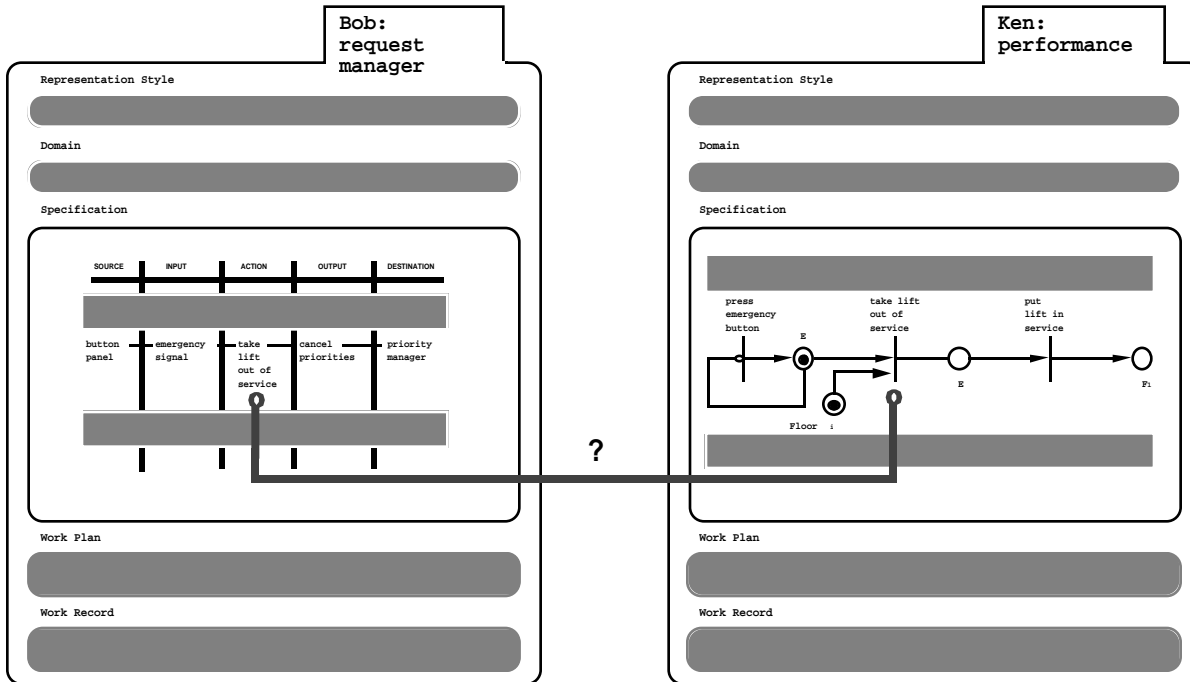 Bob:
request
manager
Representation Style
Domain
Specification
SOURCE INPUT ACTION OUTPUT DESTINATION
button emergency take cancel priority
panel signal lift priorities manager
out of
service
Work Plan
Work Record
?
Ken:
performance
Representation Style
Domain
Specification
press take lift put
emergency out of lift in
button service service
E
E
F1
Floor i
Work Plan
Work Record